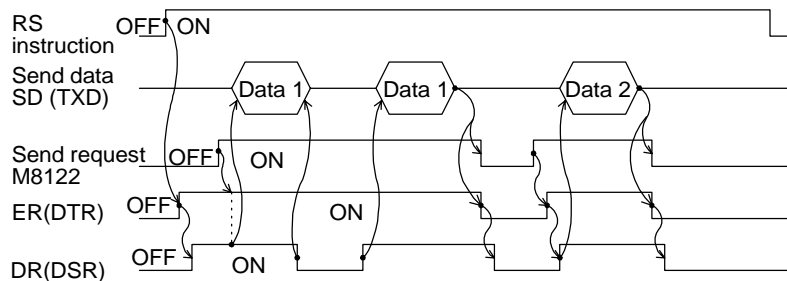 RS
instruction
OFF
ON
Send data
SD (TXD)
Data 1
Data 1
Data 2
Send request
M8122
OFF
ON
ER(DTR)
OFF
ON
DR(DSR)
OFF
ON